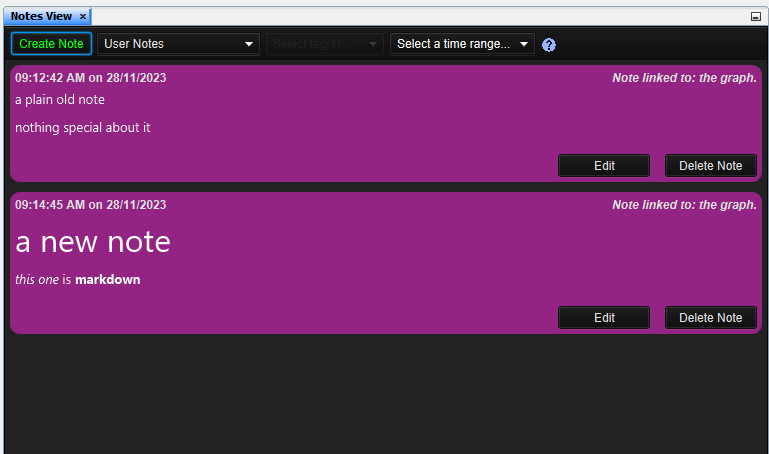 Notes View
Create Note User Notes Select tag(s)... Select a time range... ?
09:12:42 AM on 28/11/2023 Note linked to: the graph.
a plain old note
nothing special about it
Edit Delete Note
09:14:45 AM on 28/11/2023 Note linked to: the graph.
a new note
this one is markdown
Edit Delete Note